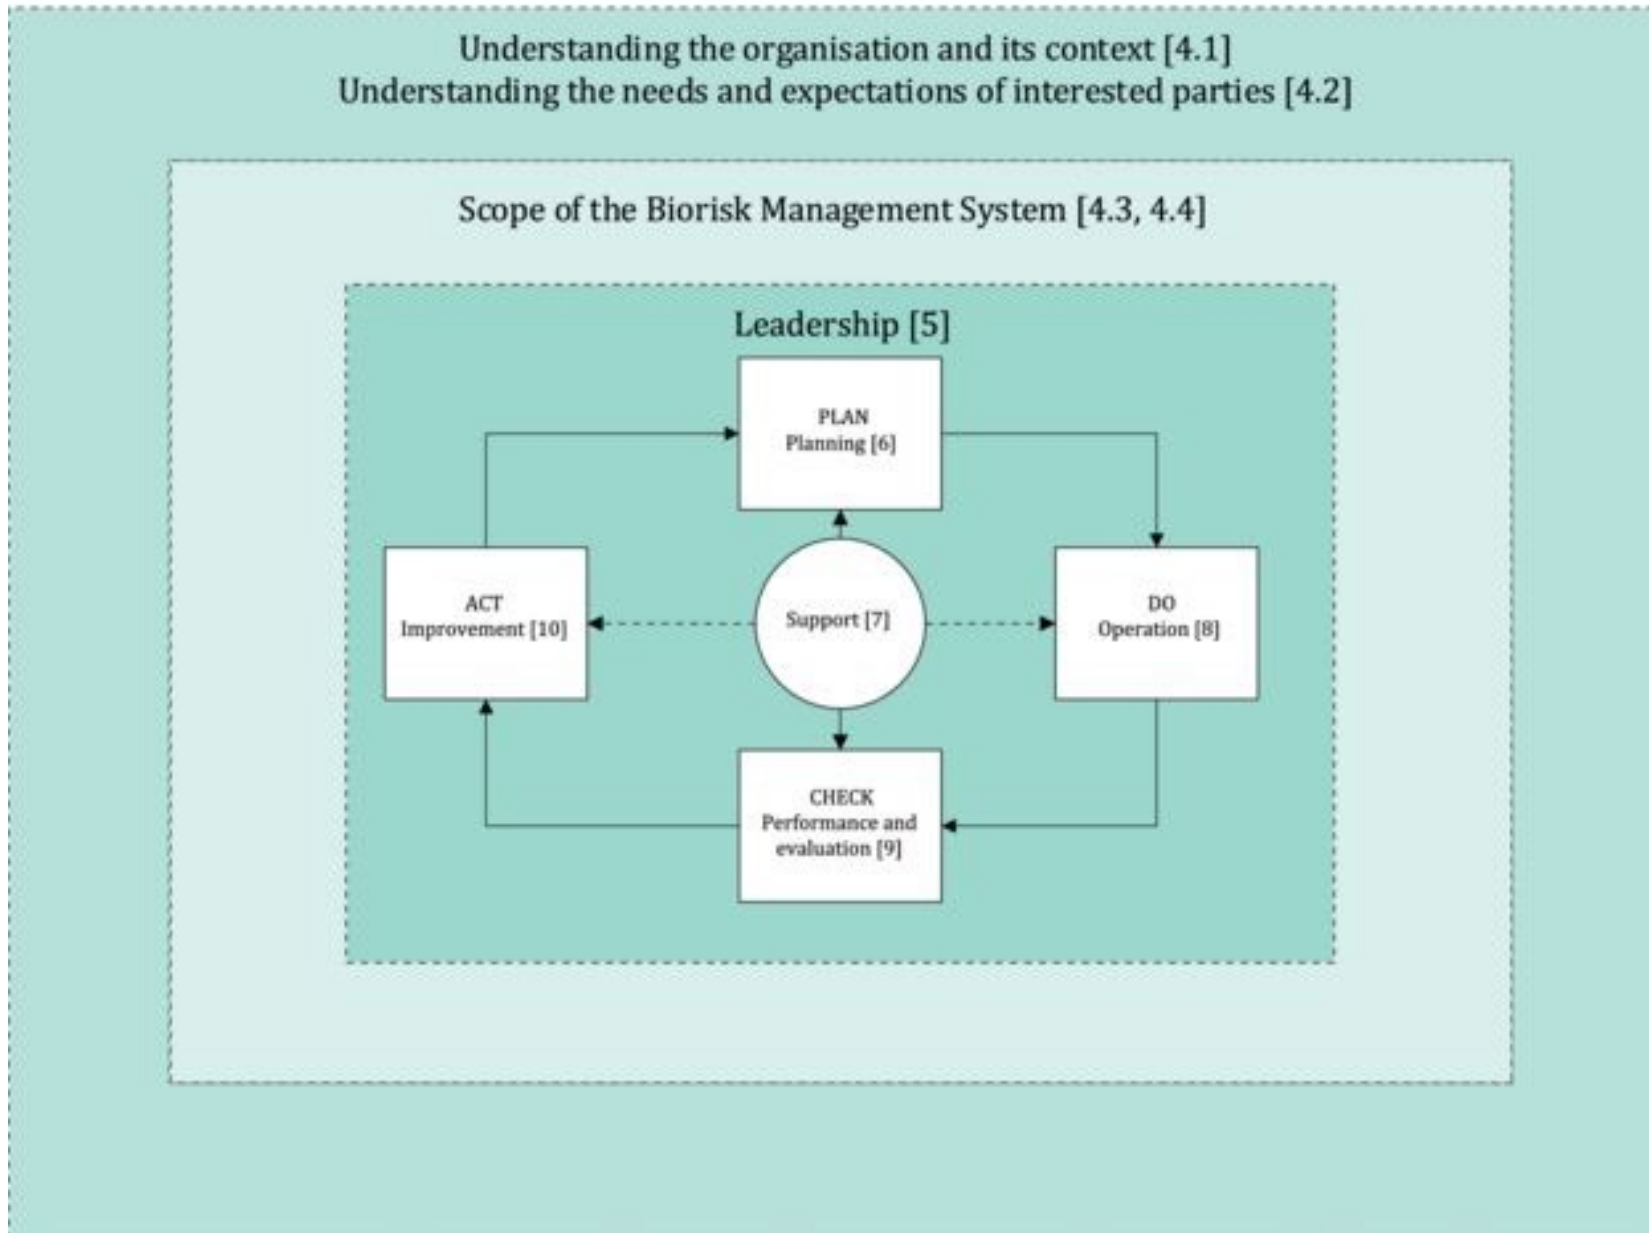 Understanding the organisation and its context [4.1]
Understanding the needs and expectations of interested parties [4.2]
Scope of the Biorisk Management System [4.3, 4.4]
Leadership [5]
PLAN
Planning [6]
ACT
Improvement [10]
Support [7]
DO
Operation [8]
CHECK
Performance and
evaluation [9]